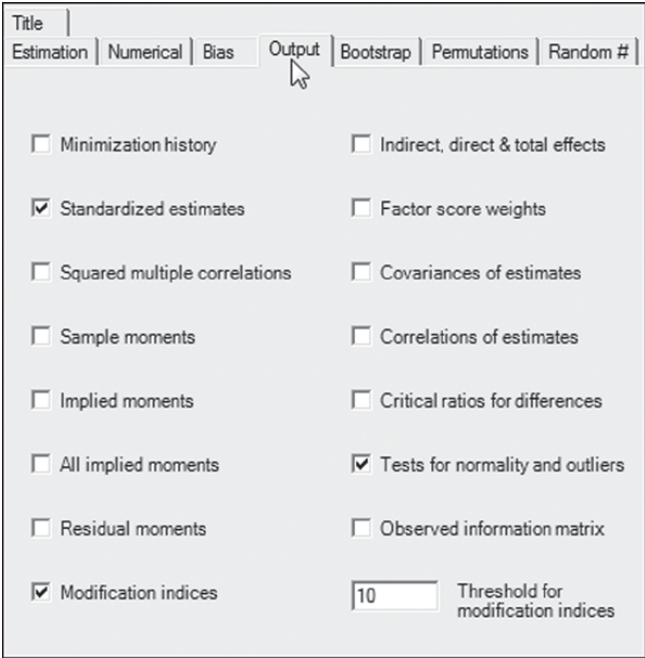 Title
Estimation Numerical Bias Output Bootstrap Permutations Random #
Minimization history
Indirect, direct & total effects
Standardized estimates
Factor score weights
Squared multiple correlations
Covariances of estimates
Sample moments
Correlations of estimates
Implied moments
Critical ratios for differences
All implied moments
Tests for normality and outliers
Residual moments
Observed information matrix
Modification indices
10
Threshold for
modification indices